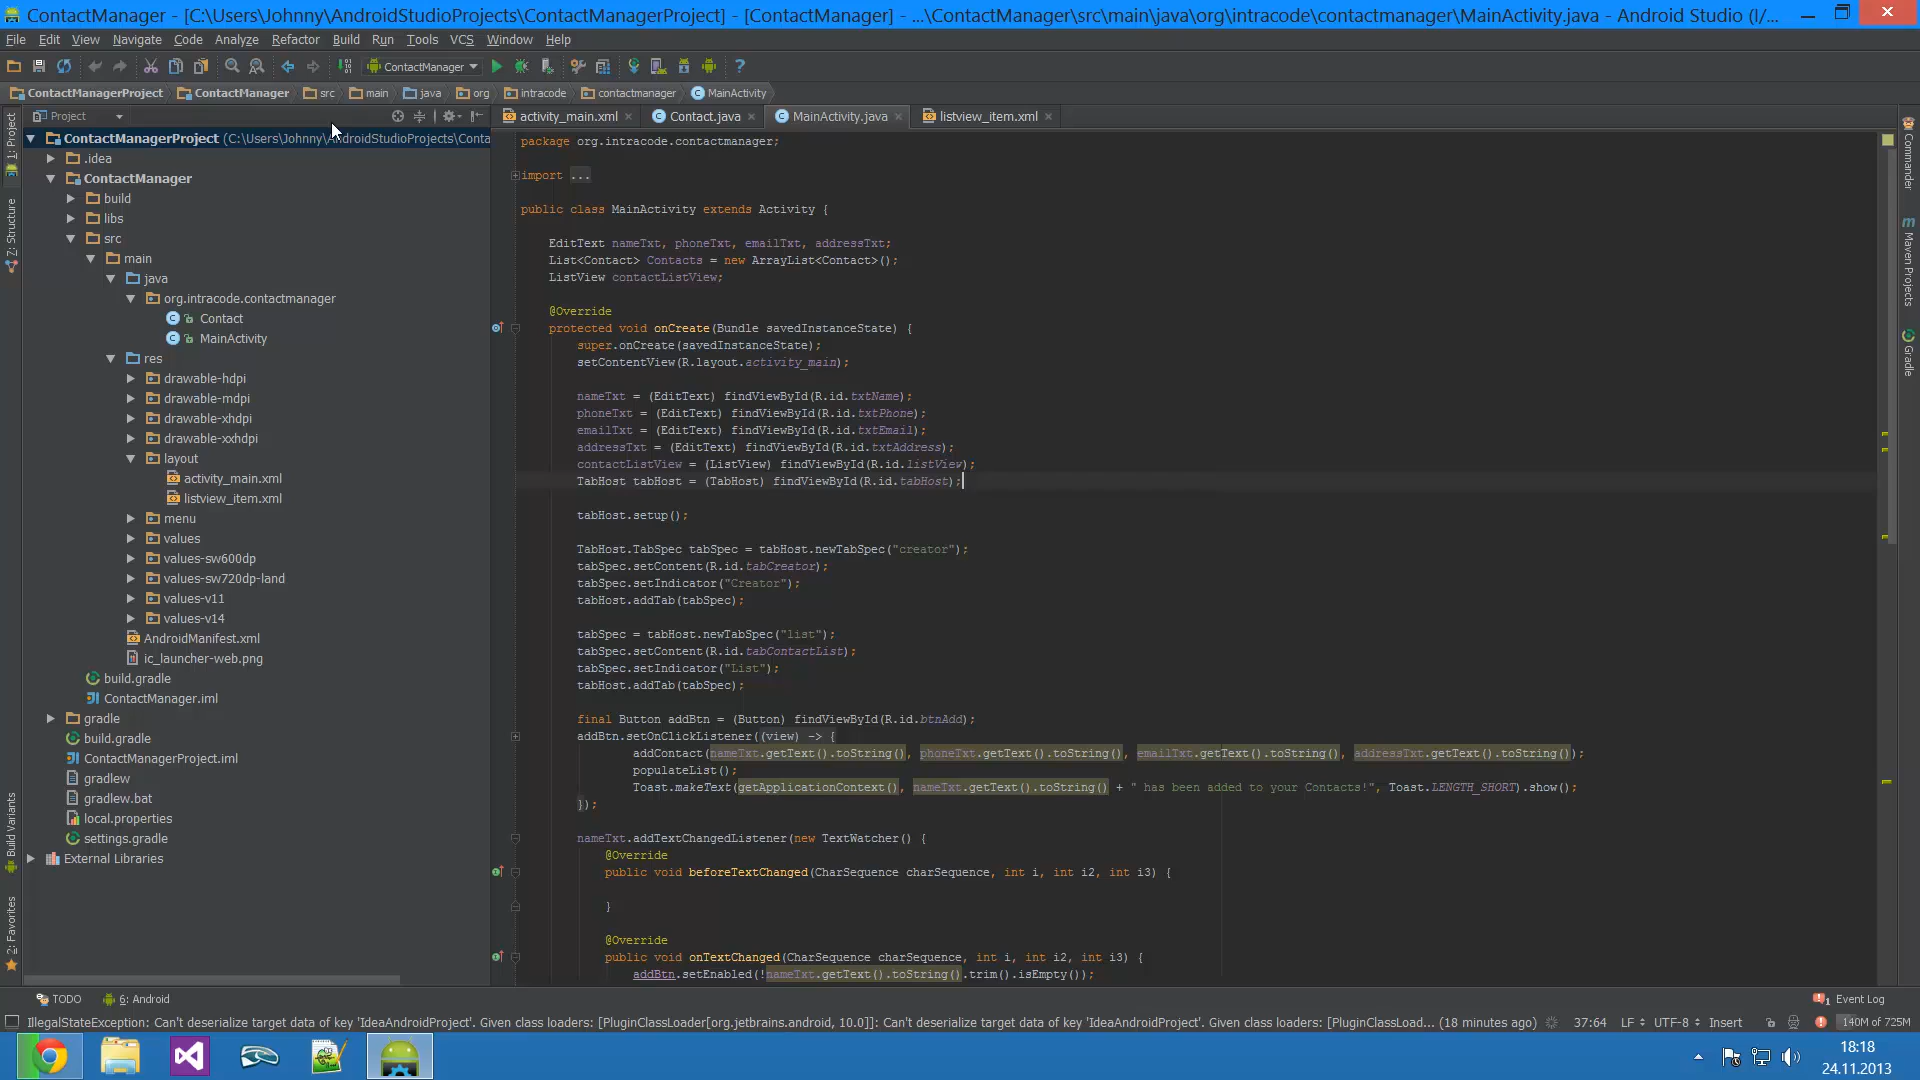 ContactManager - [C:\Users\Johnny\AndroidStudioProjects\ContactManagerProject] - [ContactManager] - ...\ContactManager\src\main\java\org\intracode\contactmanager\MainActivity.java - Android Studio (I/...
File Edit View Navigate Code Analyze Refactor Build Run Tools VCS Window Help
ContactManager
ContactManagerProject ContactManager src main java org intracode contactmanager MainActivity
Project
activity_main.xml Contact.java MainActivity.java listview_item.xml
1: Project
Z: Structure
Build Variants
2: Favorites
ContactManagerProject (C:\Users\Johnny\AndroidStudioProjects\Conta
.idea
ContactManager
build
libs
src
main
java
org.intracode.contactmanager
Contact
MainActivity
res
drawable-hdpi
drawable-mdpi
drawable-xhdpi
drawable-xxhdpi
layout
activity_main.xml
listview_item.xml
menu
values
values-sw600dp
values-sw720dp-land
values-v11
values-v14
AndroidManifest.xml
ic_launcher-web.png
build.gradle
ContactManager.iml
gradle
build.gradle
ContactManagerProject.iml
gradlew
gradlew.bat
local.properties
settings.gradle
External Libraries
package org.intracode.contactmanager;
import ...
public class MainActivity extends Activity {
EditText nameTxt, phoneTxt, emailTxt, addressTxt;
List<Contact> Contacts = new ArrayList<Contact>();
ListView contactListView;
@Override
protected void onCreate(Bundle savedInstanceState) {
super.onCreate(savedInstanceState);
setContentView(R.layout.activity_main);
nameTxt = (EditText) findViewById(R.id.txtName);
phoneTxt = (EditText) findViewById(R.id.txtPhone);
emailTxt = (EditText) findViewById(R.id.txtEmail);
addressTxt = (EditText) findViewById(R.id.txtAddress);
contactListView = (ListView) findViewById(R.id.listView);
TabHost tabHost = (TabHost) findViewById(R.id.tabHost);
tabHost.setup();
TabHost.TabSpec tabSpec = tabHost.newTabSpec("creator");
tabSpec.setContent(R.id.tabCreator);
tabSpec.setIndicator("Creator");
tabHost.addTab(tabSpec);
tabSpec = tabHost.newTabSpec("list");
tabSpec.setContent(R.id.tabContactList);
tabSpec.setIndicator("List");
tabHost.addTab(tabSpec);
final Button addBtn = (Button) findViewById(R.id.btnAdd);
addBtn.setOnClickListener((view) -> {
addContact(nameTxt.getText().toString(), phoneTxt.getText().toString(), emailTxt.getText().toString(), addressTxt.getText().toString());
populateList();
Toast.makeText(getApplicationContext(), nameTxt.getText().toString() + " has been added to your Contacts!", Toast.LENGTH_SHORT).show();
});
nameTxt.addTextChangedListener(new TextWatcher() {
@Override
public void beforeTextChanged(CharSequence charSequence, int i, int i2, int i3) {
}
@Override
public void onTextChanged(CharSequence charSequence, int i, int i2, int i3) {
addBtn.setEnabled(!nameTxt.getText().toString().trim().isEmpty());
Commander
Maven Projects
Gradle
TODO 6: Android
1 Event Log
IllegalStateException: Can't deserialize target data of key 'IdeaAndroidProject'. Given class loaders: [PluginClassLoader[org.jetbrains.android, 10.0]]: Can't deserialize target data of key 'IdeaAndroidProject'. Given class loaders: [PluginClassLoad... (18 minutes ago) 37:64 LF UTF-8 Insert 140M of 725M
18:18
24.11.2013